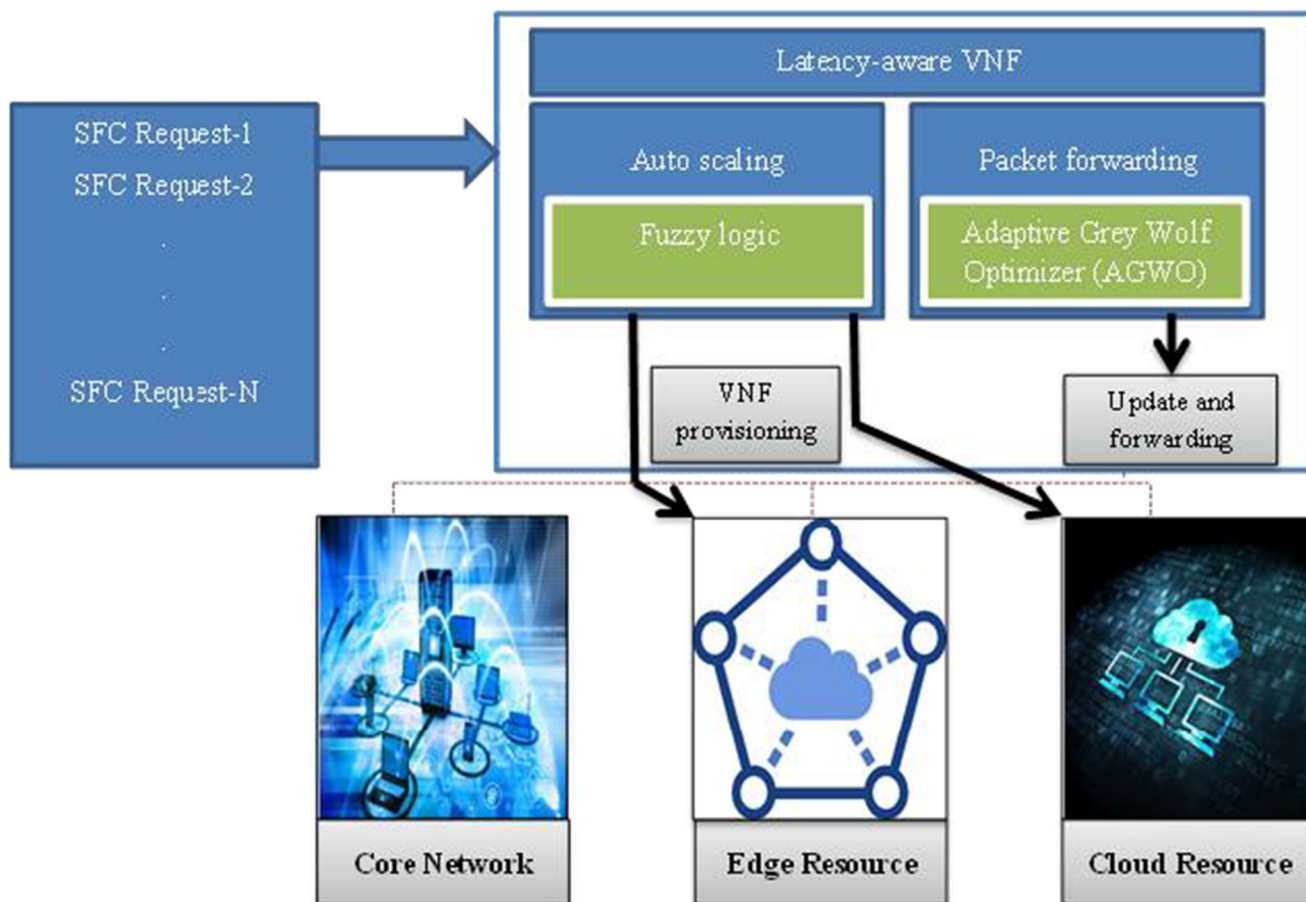 SFC Request-1
SFC Request-2
.
.
.
SFC Request-N
Latency-aware VNF
Auto scaling
Fuzzy logic
Packet forwarding
Adaptive Grey Wolf
Optimizer (AGWO)
VNF
provisioning
Update and
forwarding
Core Network
Edge Resource
Cloud Resource